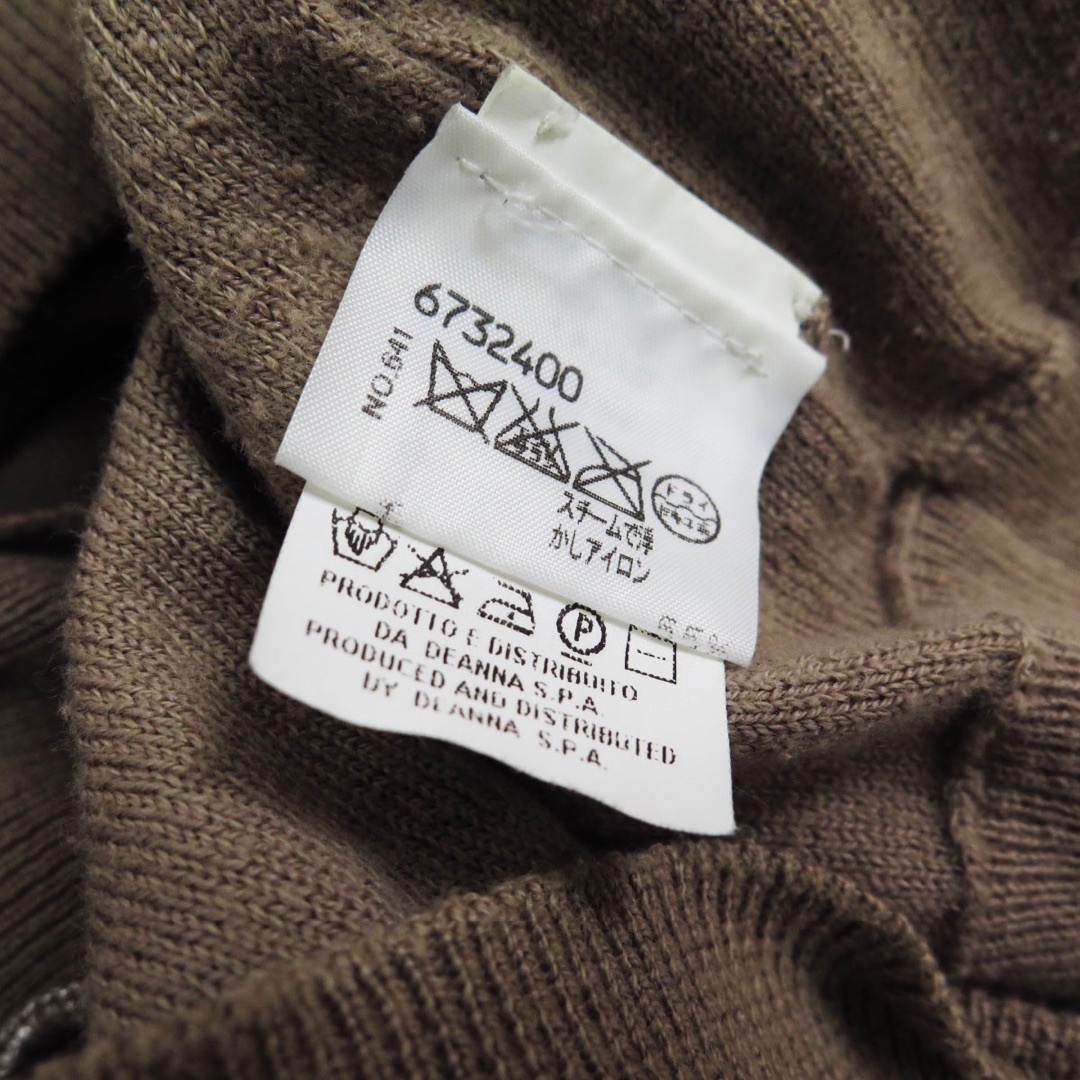 6732400
NO.641
ドライ
スチームで浮
かしアイロン
P
PRODOTTO E DISTRIBUITO
DA DEANNA S.P.A.
PRODUCED AND DISTRIBUTED
BY DEANNA S.P.A.